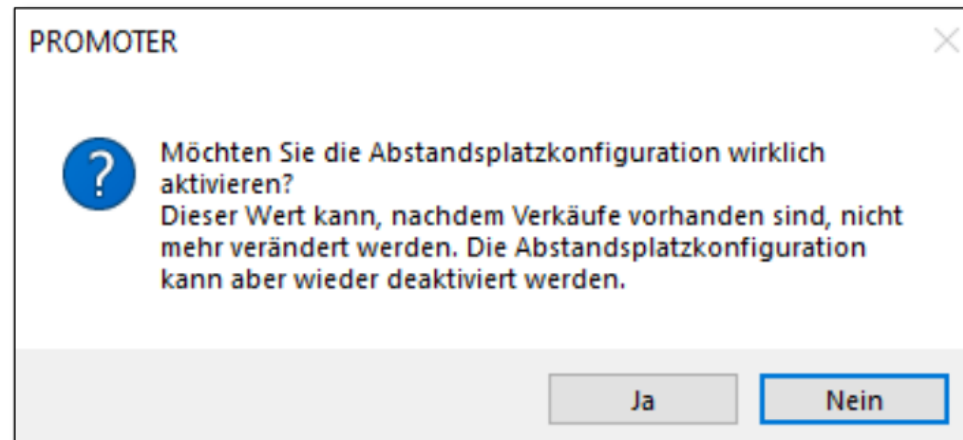 PROMOTER
Möchten Sie die Abstandsplatzkonfiguration wirklich
aktivieren?
Dieser Wert kann, nachdem Verkäufe vorhanden sind, nicht
mehr verändert werden. Die Abstandsplatzkonfiguration
kann aber wieder deaktiviert werden.
Ja
Nein